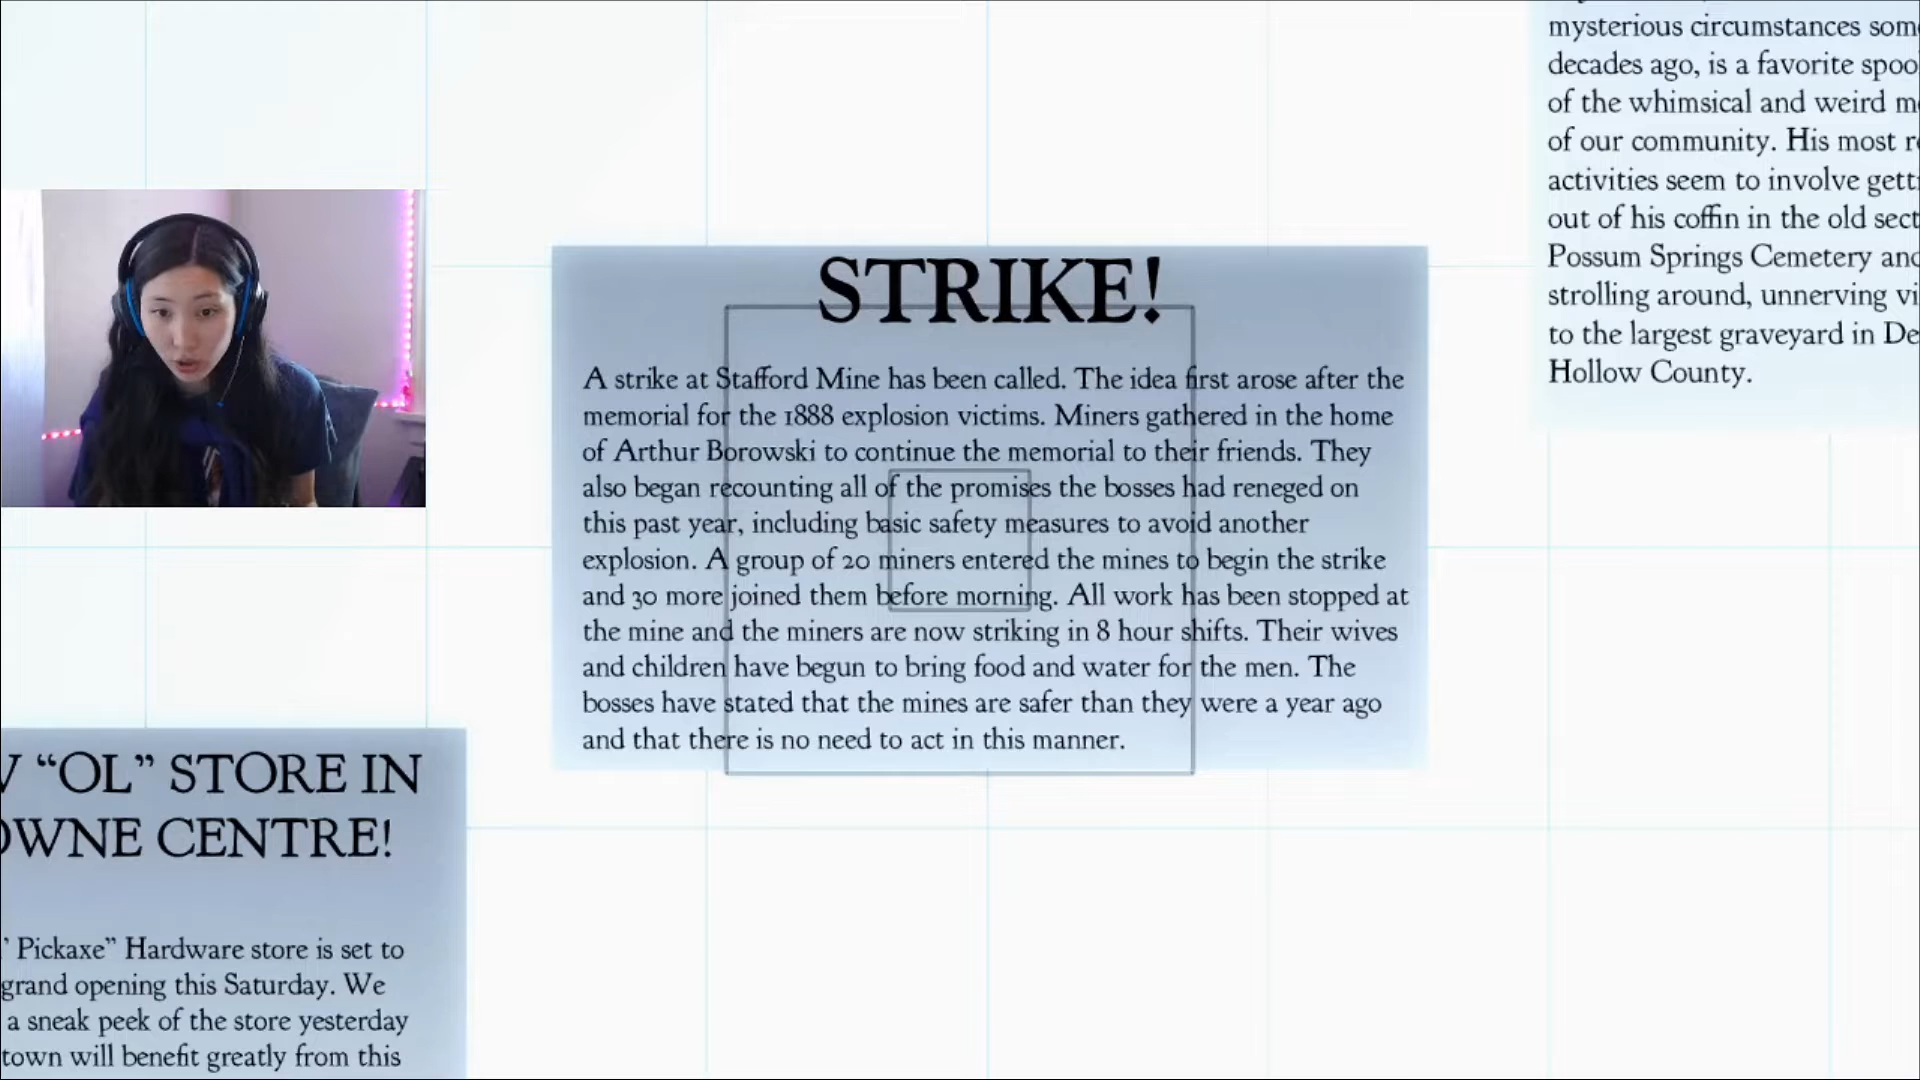 mysterious circumstances
decades ago, is a favorite
of the whimsical and weird
of our community. His most
activities seem to involve
out of his coffin in the old
Possum Springs Cemetery
strolling around, unnerving
to the largest graveyard in
Hollow County.
STRIKE!
A strike at Stafford Mine has been called. The idea first arose after the
memorial for the 1888 explosion victims. Miners gathered in the home
of Arthur Borowski to continue the memorial to their friends. They
also began recounting all of the promises the bosses had reneged on
this past year, including basic safety measures to avoid another
explosion. A group of 20 miners entered the mines to begin the strike
and 30 more joined them before morning. All work has been stopped at
the mine and the miners are now striking in 8 hour shifts. Their wives
and children have begun to bring food and water for the men. The
bosses have stated that the mines are safer than they were a year ago
and that there is no need to act in this manner.
“OL” STORE IN
OWNE CENTRE!
’ Pickaxe” Hardware store is set to
grand opening this Saturday. We
a sneak peek of the store yesterday
town will benefit greatly from this